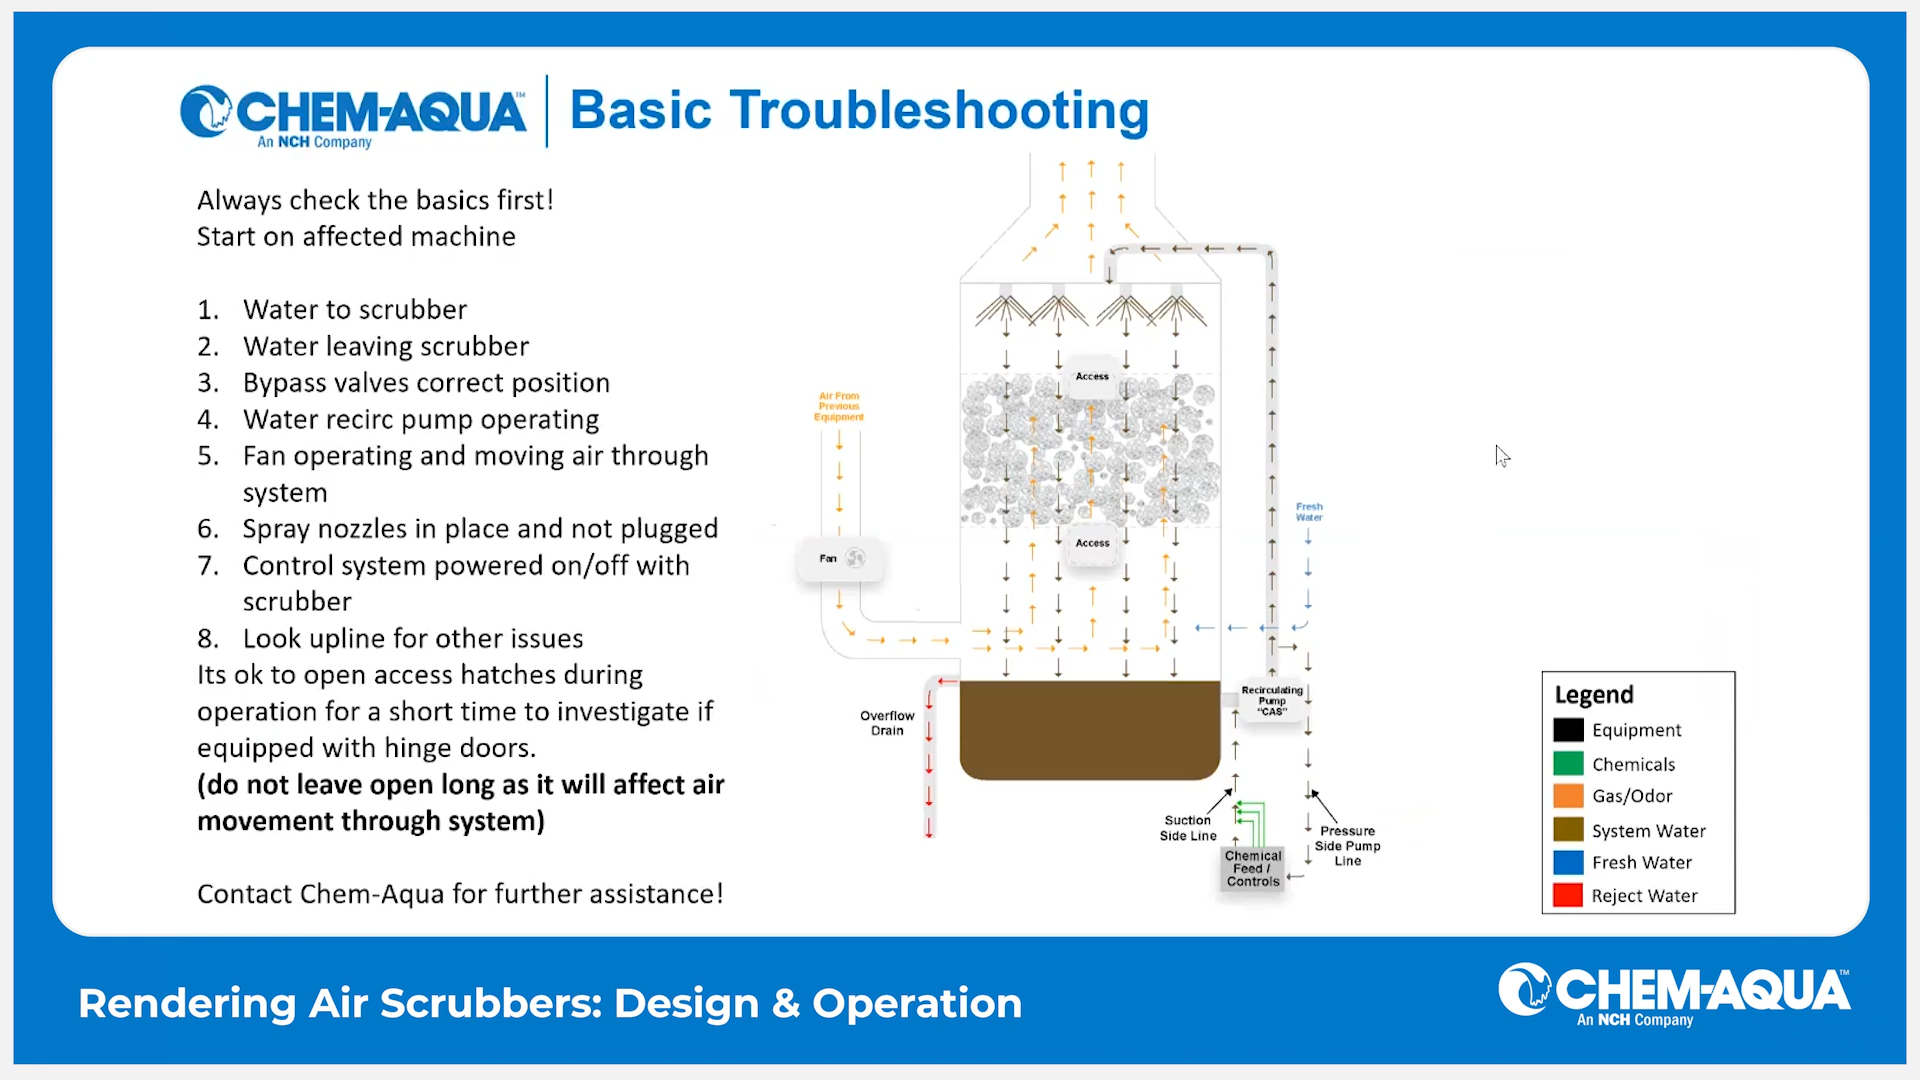 CHEM-AQUA™
An NCH Company
Basic Troubleshooting
Always check the basics first!
Start on affected machine
1. Water to scrubber
2. Water leaving scrubber
3. Bypass valves correct position
4. Water recirc pump operating
5. Fan operating and moving air through
system
6. Spray nozzles in place and not plugged
7. Control system powered on/off with
scrubber
8. Look upline for other issues
Its ok to open access hatches during
operation for a short time to investigate if
equipped with hinge doors.
(do not leave open long as it will affect air
movement through system)
Contact Chem-Aqua for further assistance!
Air From
Previous
Equipment
Fan
Access
Access
Fresh
Water
Overflow
Drain
Recirculating
Pump
"CAS"
Suction
Side Line
Pressure
Side Pump
Line
Chemical
Feed /
Controls
Legend
Equipment
Chemicals
Gas/Odor
System Water
Fresh Water
Reject Water
Rendering Air Scrubbers: Design & Operation
CHEM-AQUA™
An NCH Company